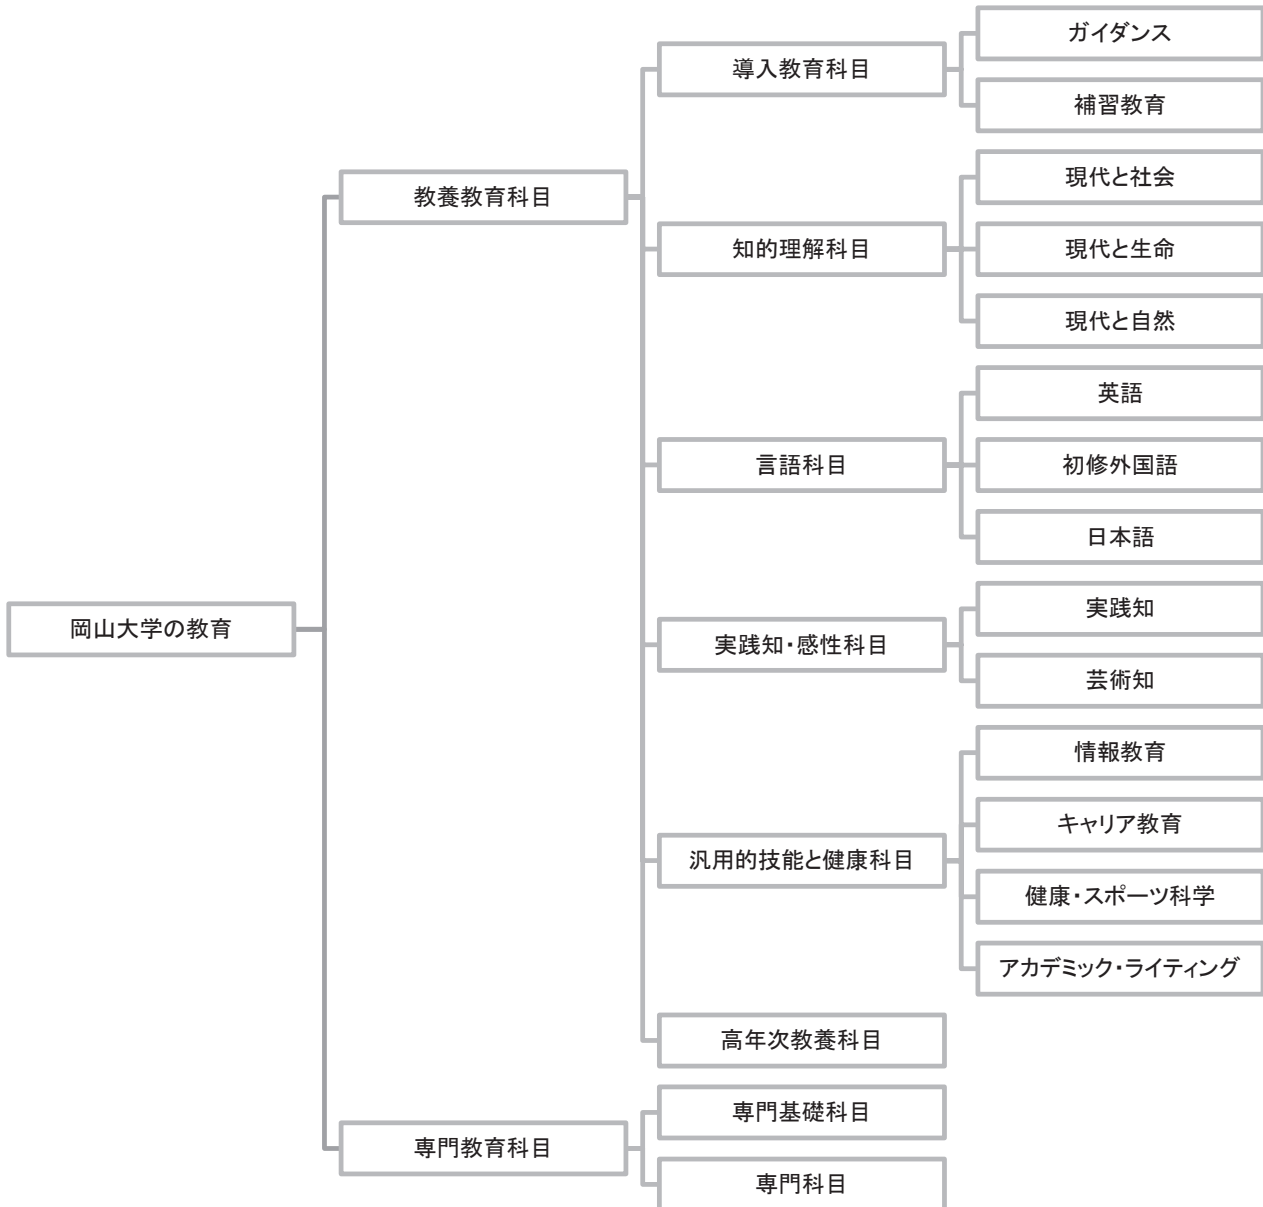 岡山大学の教育
教養教育科目
導入教育科目
ガイダンス
補習教育
知的理解科目
現代と社会
現代と生命
現代と自然
言語科目
英語
初修外国語
日本語
実践知・感性科目
実践知
芸術知
汎用的技能と健康科目
情報教育
キャリア教育
健康・スポーツ科学
アカデミック・ライティング
高年次教養科目
専門教育科目
専門基礎科目
専門科目